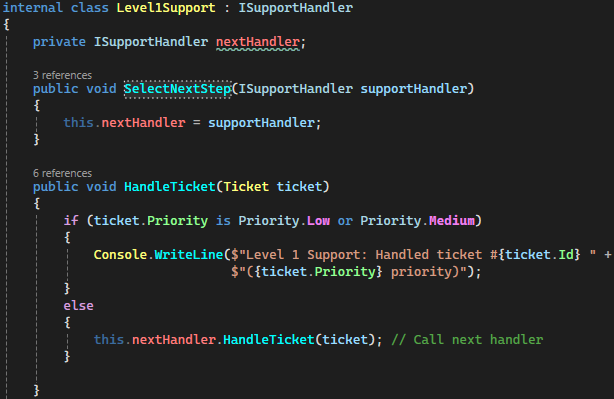 internal class Level1Support : ISupportHandler
{
    private ISupportHandler nextHandler;

    3 references
    public void SelectNextStep(ISupportHandler supportHandler)
    {
        this.nextHandler = supportHandler;
    }

    6 references
    public void HandleTicket(Ticket ticket)
    {
        if (ticket.Priority is Priority.Low or Priority.Medium)
        {
            Console.WriteLine($"Level 1 Support: Handled ticket #{ticket.Id} " +
                              $"({ticket.Priority} priority)");
        }
        else
        {
            this.nextHandler.HandleTicket(ticket); // Call next handler
        }

    }